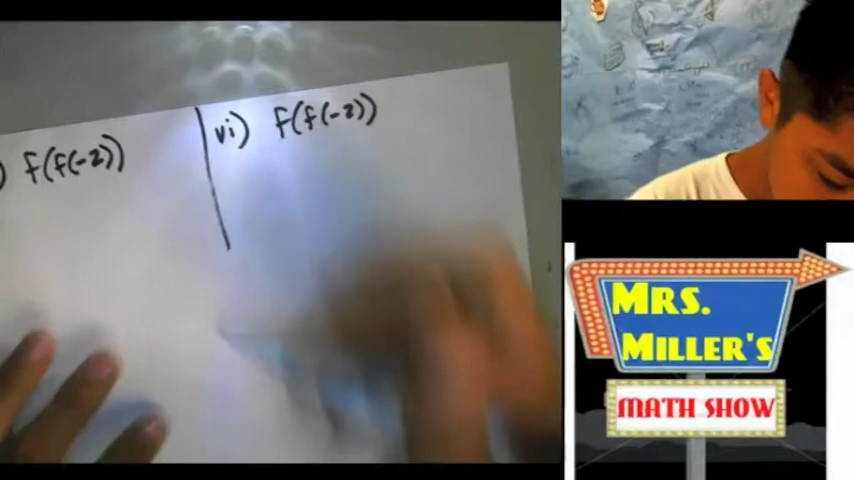 ) f(f(-2))
vi) f(f(-2))
MRS.
MILLER'S
MATH SHOW